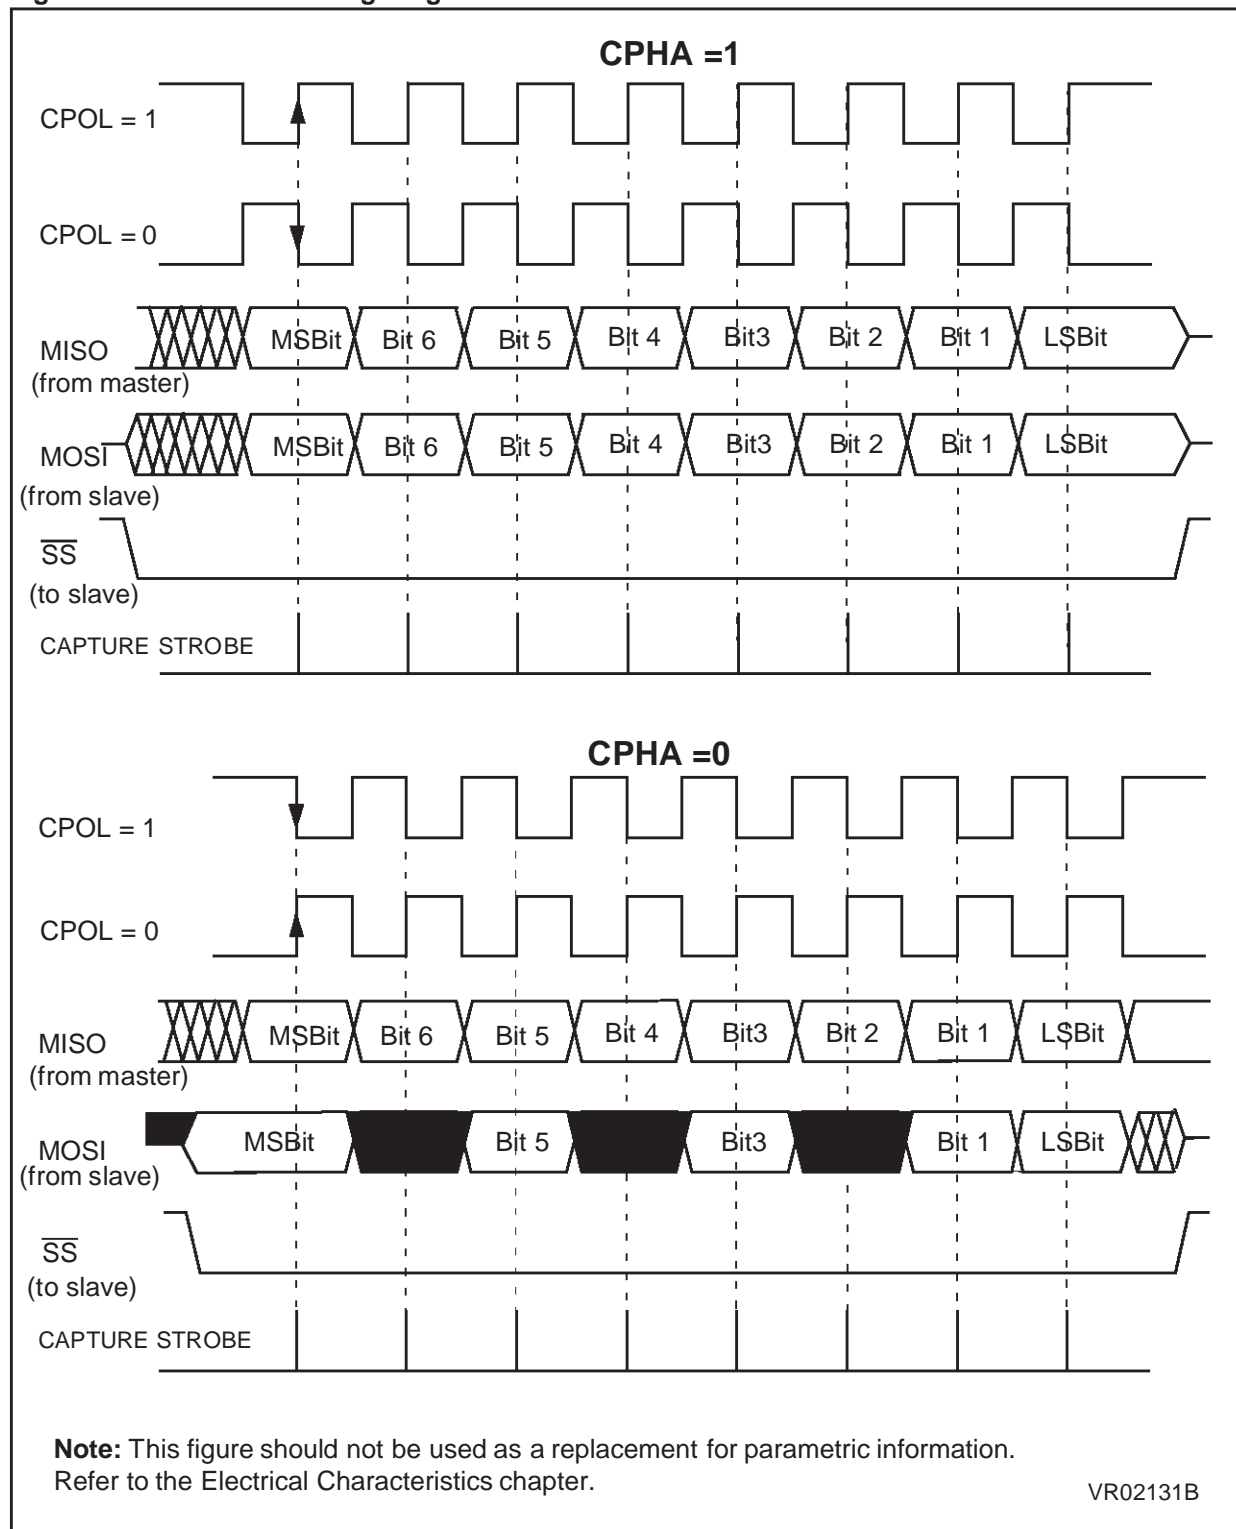 CPHA =1
CPOL = 1
CPOL = 0
MISO
(from master)
MSBit Bit 6 Bit 5 Bit 4 Bit3 Bit 2 Bit 1 LSBit
MOSI
(from slave)
MSBit Bit 6 Bit 5 Bit 4 Bit3 Bit 2 Bit 1 LSBit
SS
(to slave)
CAPTURE STROBE
CPHA =0
CPOL = 1
CPOL = 0
MISO
(from master)
MSBit Bit 6 Bit 5 Bit 4 Bit3 Bit 2 Bit 1 LSBit
MOSI
(from slave)
MSBit Bit 5 Bit3 Bit 1 LSBit
SS
(to slave)
CAPTURE STROBE
Note: This figure should not be used as a replacement for parametric information.
Refer to the Electrical Characteristics chapter.
VR02131B